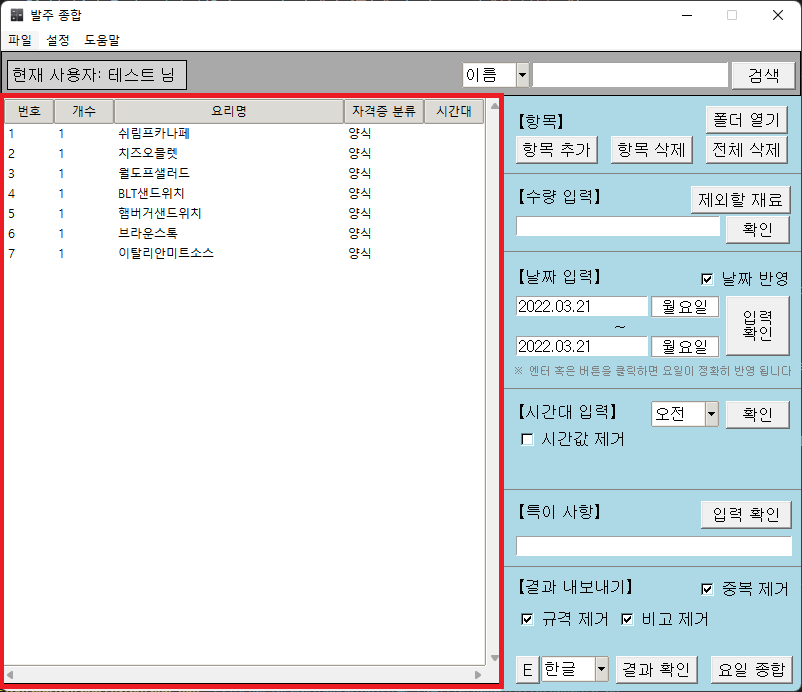 발주 종합
파일 설정 도움말
현재 사용자: 테스트 닝
이름 검색
번호 개수 요리명 자격증 분류 시간대
1 1 쉬림프카나페 양식
2 1 치즈오믈렛 양식
3 1 월도프샐러드 양식
4 1 BLT샌드위치 양식
5 1 햄버거샌드위치 양식
6 1 브라운스톡 양식
7 1 이탈리안미트소스 양식
【항목】 폴더 열기
항목 추가 항목 삭제 전체 삭제
【수량 입력】 제외할 재료
확인
【날짜 입력】 날짜 반영
2022.03.21 월요일
~
2022.03.21 월요일
입력
확인
※ 엔터 혹은 버튼을 클릭하면 요일이 정확히 반영 됩니다
【시간대 입력】 오전 확인
시간값 제거
【특이 사항】 입력 확인
【결과 내보내기】 중복 제거
규격 제거 비고 제거
E 한글 결과 확인 요일 종합